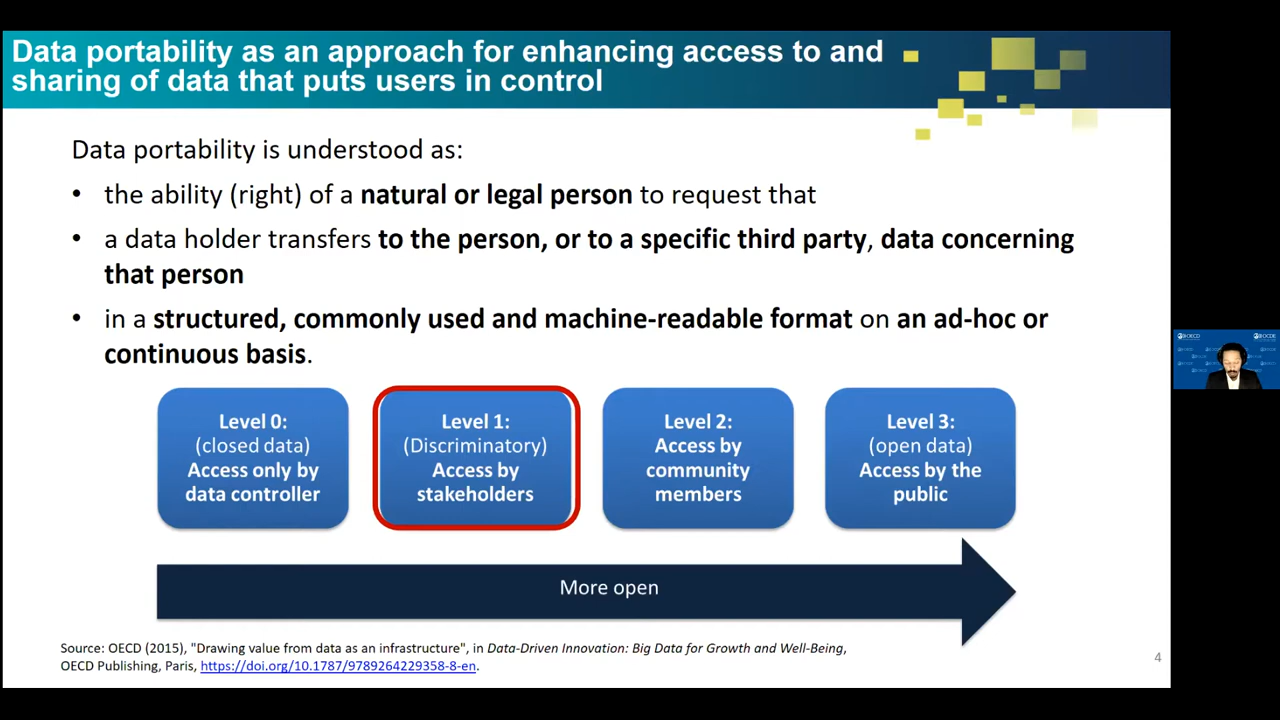 Data portability as an approach for enhancing access to and
sharing of data that puts users in control
Data portability is understood as:
• the ability (right) of a natural or legal person to request that
• a data holder transfers to the person, or to a specific third party, data concerning
that person
• in a structured, commonly used and machine-readable format on an ad-hoc or
continuous basis.
Level 0:
(closed data)
Access only by
data controller
Level 1:
(Discriminatory)
Access by
stakeholders
Level 2:
Access by
community
members
Level 3:
(open data)
Access by the
public
More open
Source: OECD (2015), "Drawing value from data as an infrastructure", in Data-Driven Innovation: Big Data for Growth and Well-Being,
OECD Publishing, Paris, https://doi.org/10.1787/9789264229358-8-en.
4
OECD
OCDE